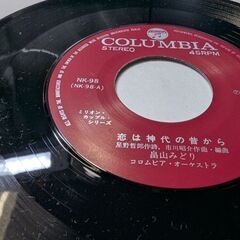 COLUMBIA
STEREO
45RPM
NK-98
(NK-98-A)
ミリオン・
カップル・
シリーズ
恋は神代の昔から
星野哲郎作詩、市川昭介作曲・編曲
畠山みどり
コロムビア・オーケストラ